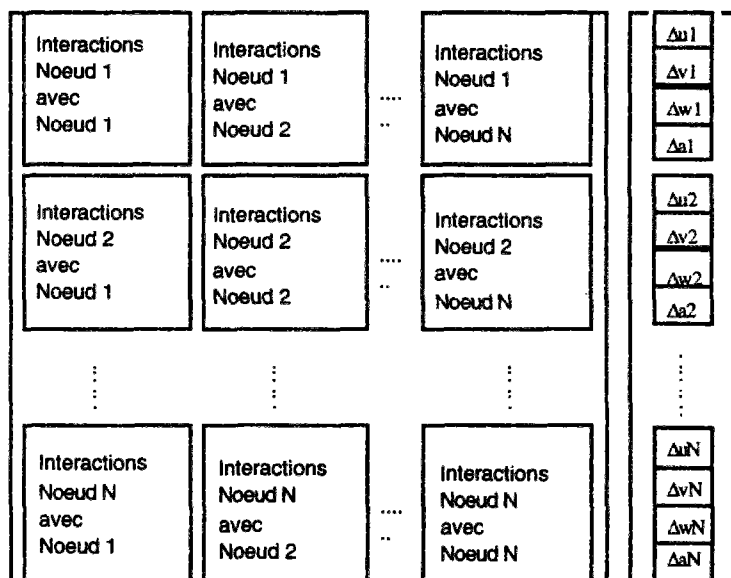 Interactions
Noeud 1
avec
Noeud 1
Interactions
Noeud 1
avec
Noeud 2
....
..
Interactions
Noeud 1
avec
Noeud N
Δu1
Δv1
Δw1
Δa1
Interactions
Noeud 2
avec
Noeud 1
Interactions
Noeud 2
avec
Noeud 2
....
..
Interactions
Noeud 2
avec
Noeud N
Δu2
Δv2
Δw2
Δa2
Interactions
Noeud N
avec
Noeud 1
Interactions
Noeud N
avec
Noeud 2
....
..
Interactions
Noeud N
avec
Noeud N
ΔuN
ΔvN
ΔwN
ΔaN